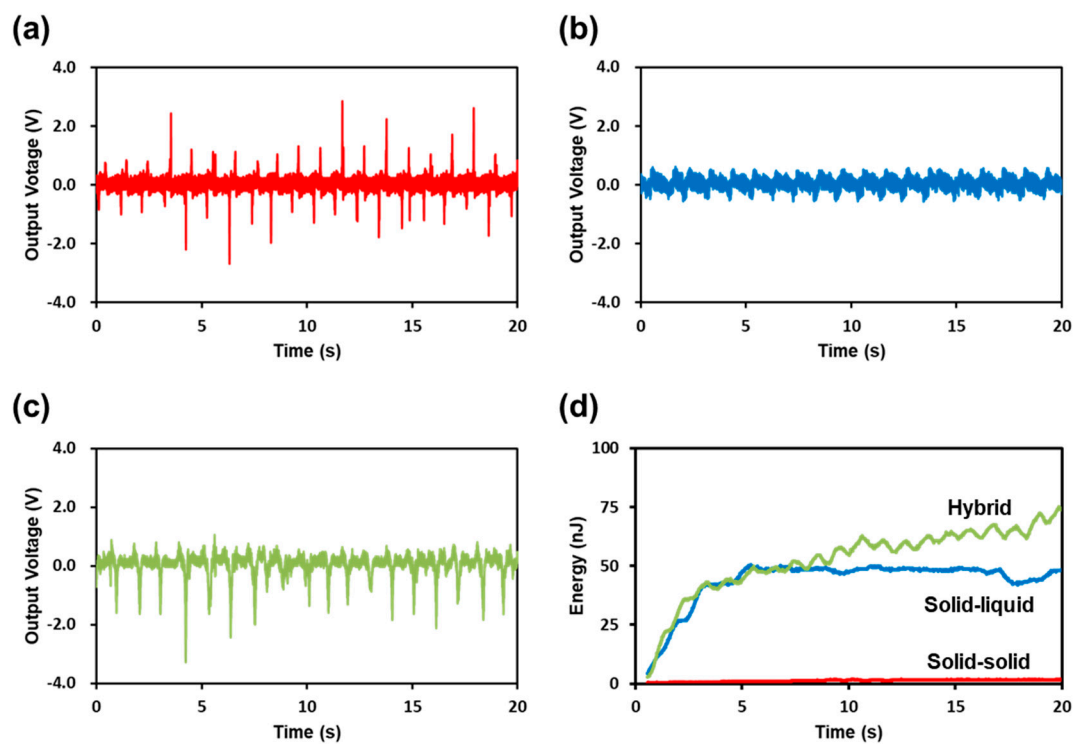 (a)
4.0
2.0
0.0
-2.0
-4.0
Output Votage (V)
0 5 10 15 20
Time (s)
(b)
4.0
2.0
0.0
-2.0
-4.0
Output Voltage (V)
0 5 10 15 20
Time (s)
(c)
4.0
2.0
0.0
-2.0
-4.0
Output Voltage (V)
0 5 10 15 20
Time (s)
(d)
100
75
50
25
0
Energy (nJ)
Hybrid
Solid-liquid
Solid-solid
0 5 10 15 20
Time (s)